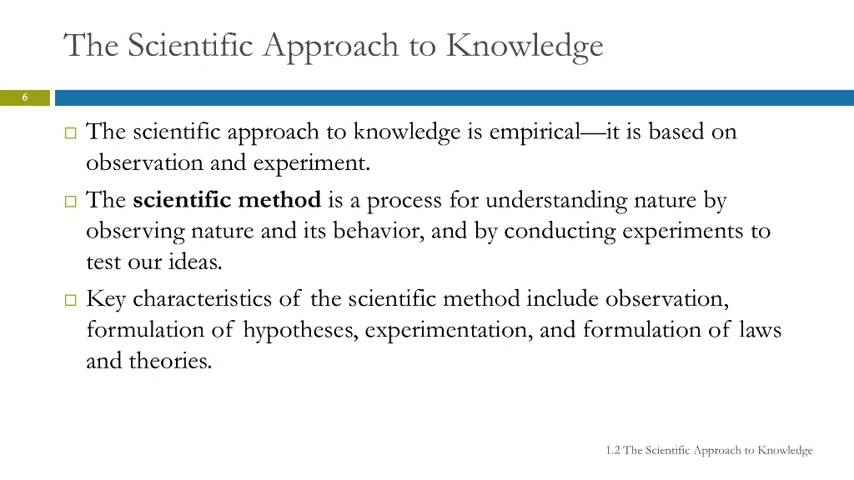 The Scientific Approach to Knowledge
6
The scientific approach to knowledge is empirical—it is based on
observation and experiment.
The scientific method is a process for understanding nature by
observing nature and its behavior, and by conducting experiments to
test our ideas.
Key characteristics of the scientific method include observation,
formulation of hypotheses, experimentation, and formulation of laws
and theories.
1.2 The Scientific Approach to Knowledge